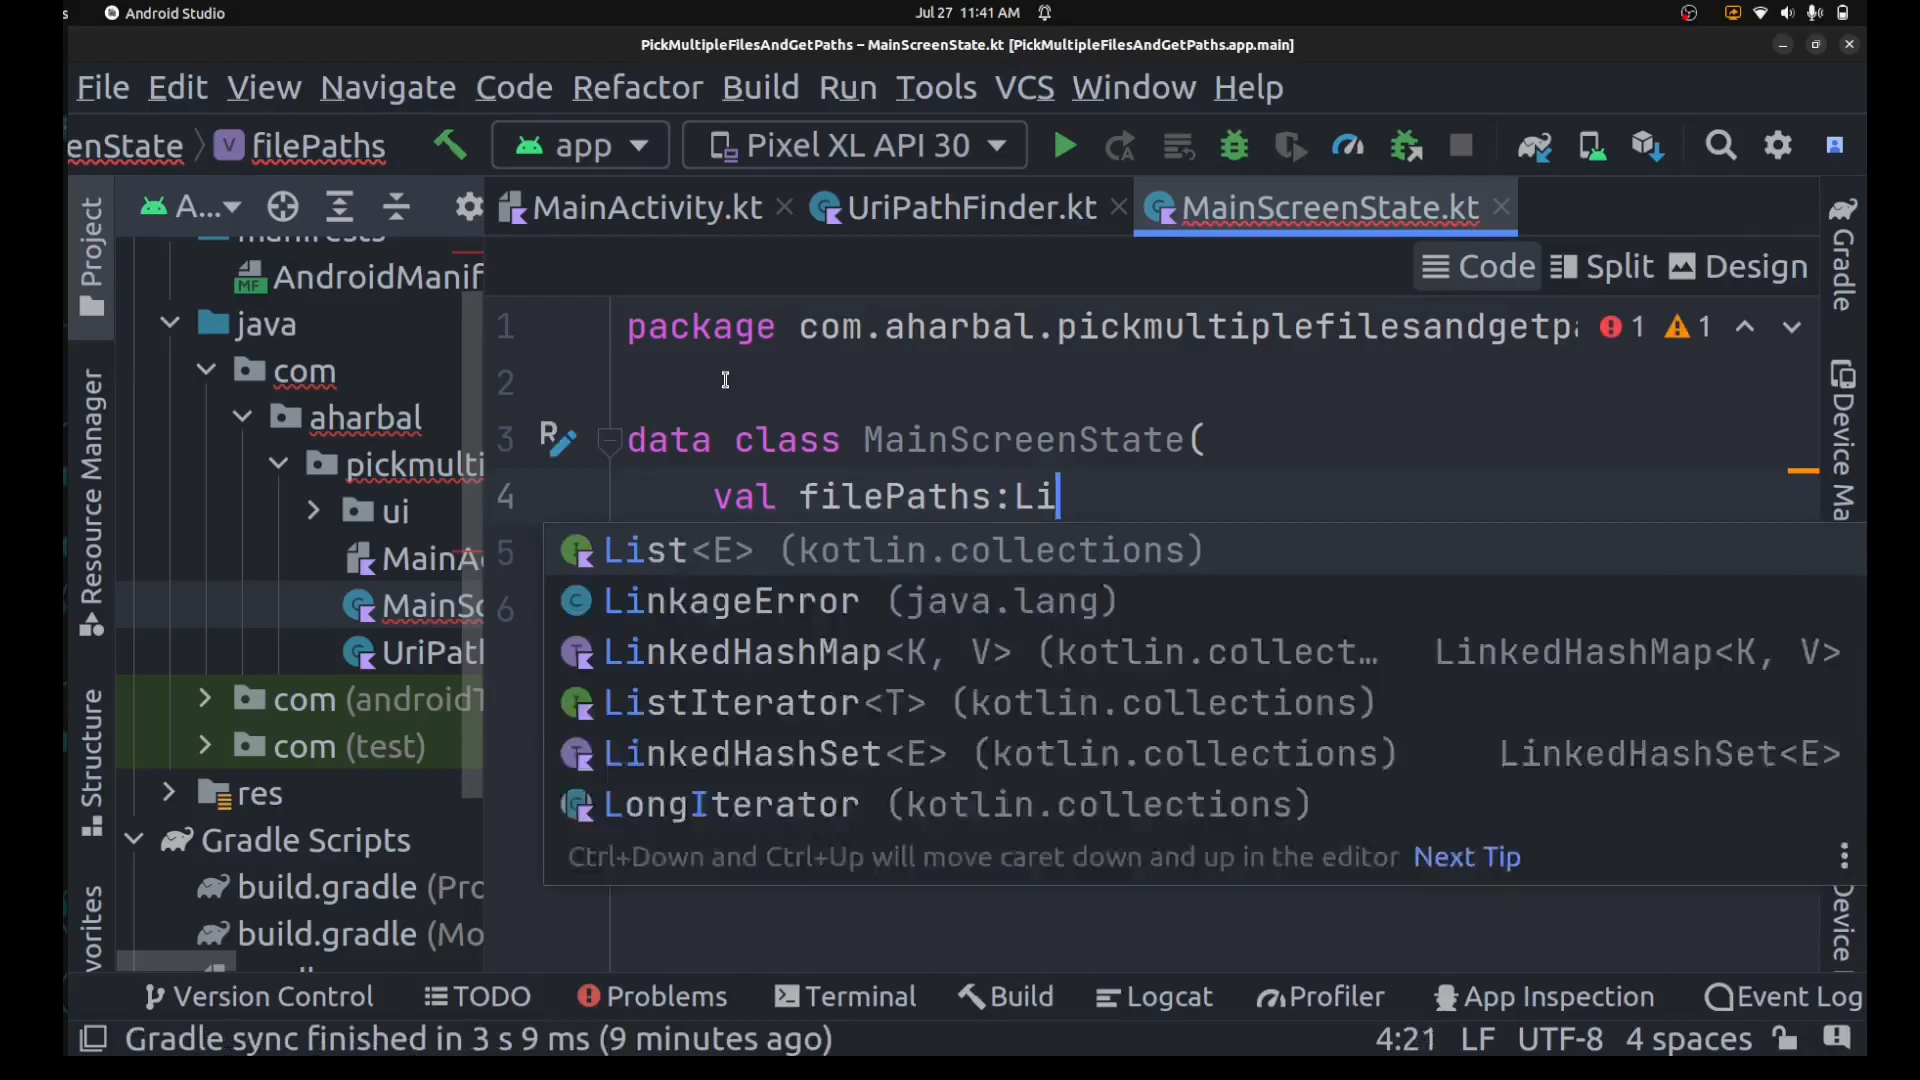 Android Studio
Jul 27 11:41 AM
PickMultipleFilesAndGetPaths – MainScreenState.kt [PickMultipleFilesAndGetPaths.app.main]
File Edit View Navigate Code Refactor Build Run Tools VCS Window Help
enState filePaths app Pixel XL API 30
A... MainActivity.kt UriPathFinder.kt MainScreenState.kt
Code Split Design
Project
Resource Manager
Structure
vorites
manifests
AndroidManif
java
com
aharbal
pickmulti
ui
MainAc
MainSc
UriPatl
com (androidT
com (test)
res
Gradle Scripts
build.gradle (Pro
build.gradle (Mo
1 package com.aharbal.pickmultiplefilesandgetpa 1 1
2
3 data class MainScreenState(
4 val filePaths:Li
5
6
List<E> (kotlin.collections)
LinkageError (java.lang)
LinkedHashMap<K, V> (kotlin.collect… LinkedHashMap<K, V>
ListIterator<T> (kotlin.collections)
LinkedHashSet<E> (kotlin.collections) LinkedHashSet<E>
LongIterator (kotlin.collections)
Ctrl+Down and Ctrl+Up will move caret down and up in the editor Next Tip
Gradle
Device Ma
Device
Version Control TODO Problems Terminal Build Logcat Profiler App Inspection Event Log
Gradle sync finished in 3 s 9 ms (9 minutes ago) 4:21 LF UTF-8 4 spaces